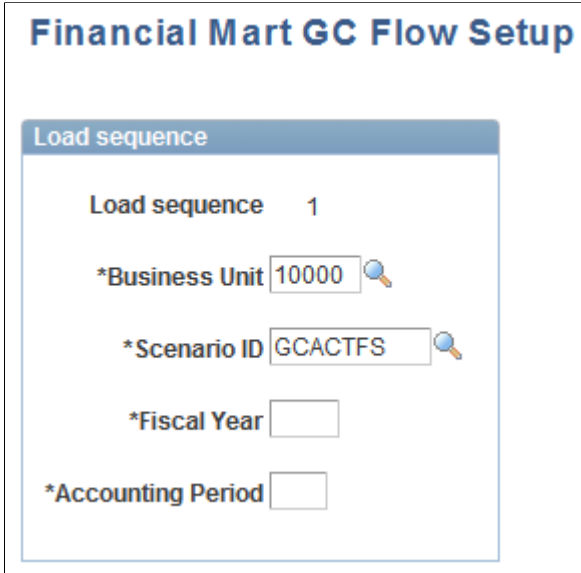 Financial Mart GC Flow Setup
Load sequence
Load sequence 1
*Business Unit 10000
*Scenario ID GCACTFS
*Fiscal Year
*Accounting Period